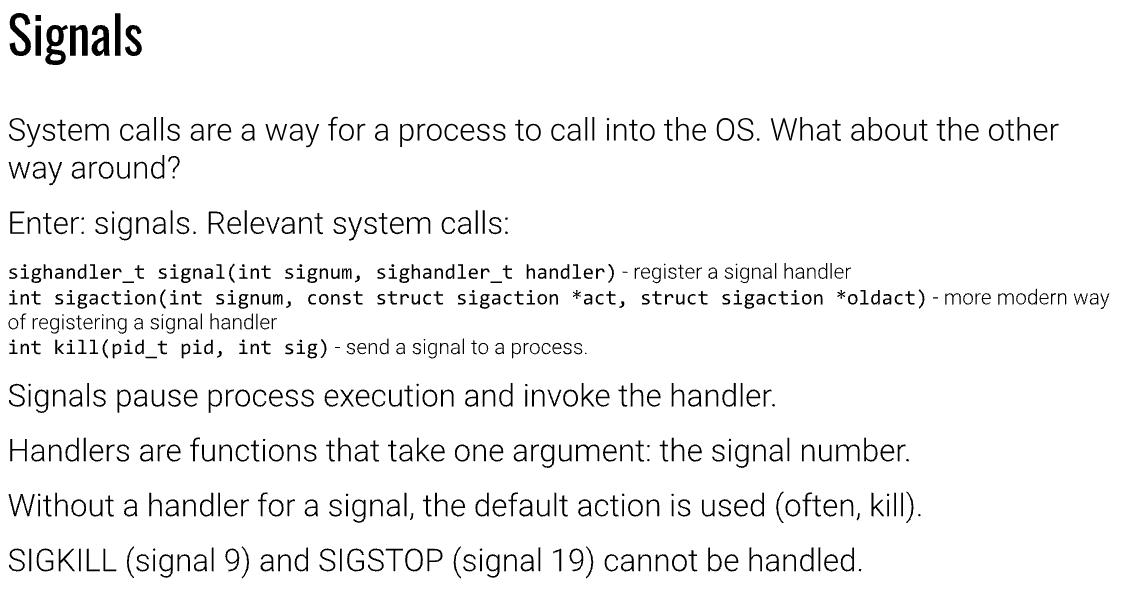 Signals
System calls are a way for a process to call into the OS. What about the other
way around?
Enter: signals. Relevant system calls:
sighandler_t signal(int signum, sighandler_t handler) - register a signal handler
int sigaction(int signum, const struct sigaction *act, struct sigaction *oldact) - more modern way
of registering a signal handler
int kill(pid_t pid, int sig) - send a signal to a process.
Signals pause process execution and invoke the handler.
Handlers are functions that take one argument: the signal number.
Without a handler for a signal, the default action is used (often, kill).
SIGKILL (signal 9) and SIGSTOP (signal 19) cannot be handled.